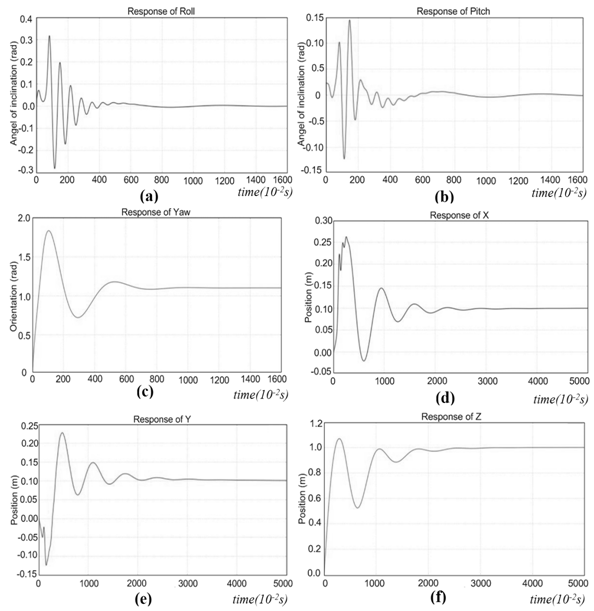 Response of Roll
Angel of inclination (rad)
0.4
0.3
0.2
0.1
0.0
-0.1
-0.2
-0.3
0 200 400 600 800 1000 1200 1400 1600
time(10-2s)
(a)
Response of Pitch
Angel of inclination (rad)
0.15
0.10
0.5
0
-0.5
-0.10
-0.15
0 200 400 600 800 1000 1200 1400 1600
time(10-2s)
(b)
Response of Yaw
Orientation (rad)
2.0
1.5
1.0
0.5
0.0
0 200 400 600 800 1000 1200 1400 1600
time(10-2s)
(c)
Response of X
Position (m)
0.30
0.25
0.20
0.10
0.00
-0.05
0 1000 2000 3000 4000 5000
time(10-2s)
(d)
Response of Y
Position (m)
0.25
0.20
0.15
0.10
0.05
0.00
-0.05
-0.10
-0.15
0 1000 2000 3000 4000 5000
time(10-2s)
(e)
Response of Z
Position (m)
1.2
1.0
0.8
0.6
0.4
0.2
0.0
0 1000 2000 3000 4000 5000
time(10-2s)
(f)